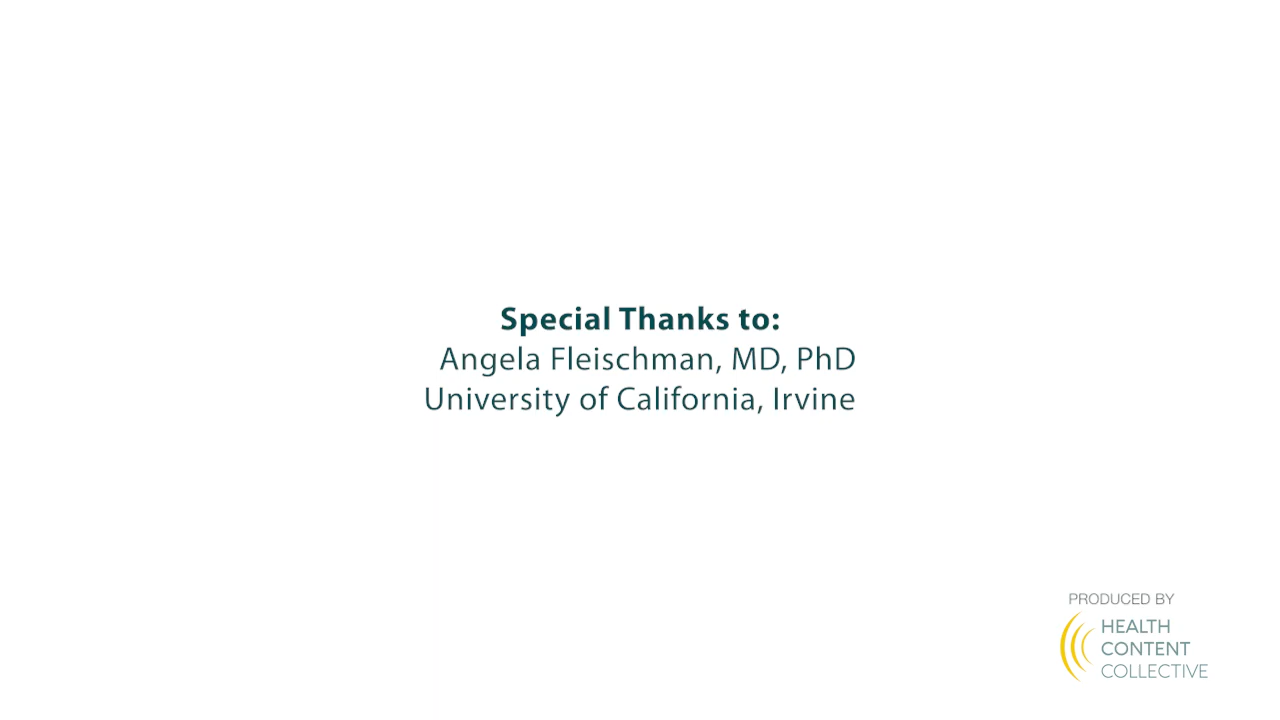 Special Thanks to:
Angela Fleischman, MD, PhD
University of California, Irvine
PRODUCED BY
HEALTH
CONTENT
COLLECTIVE